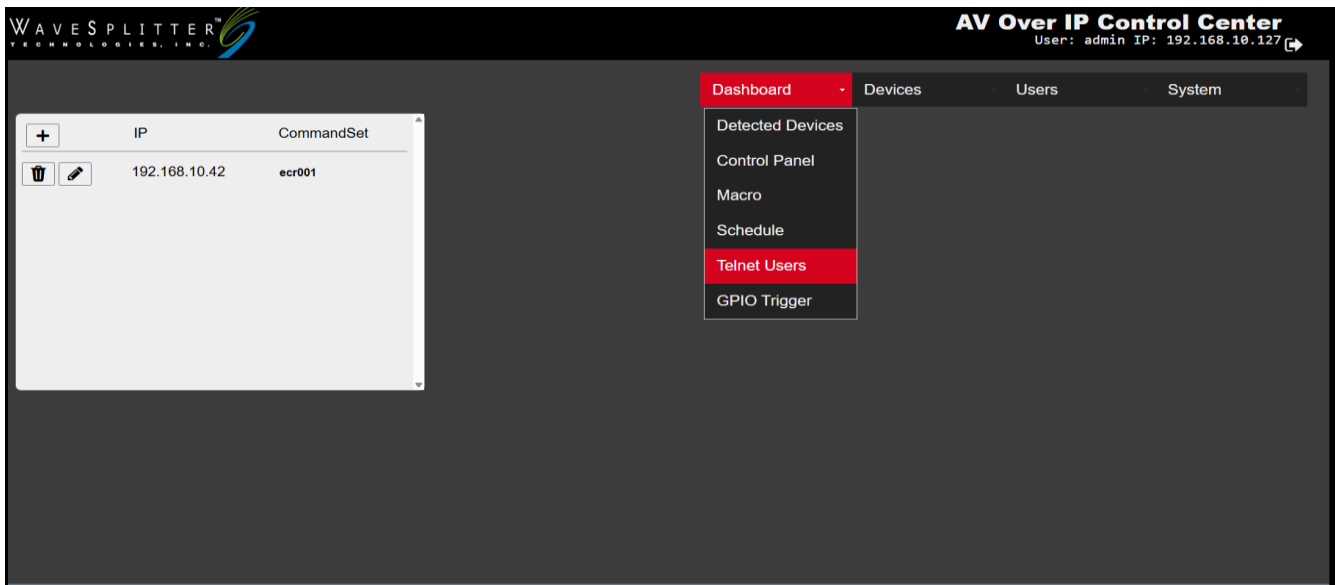 WAVESPLITTER™
TECHNOLOGIES, INC.
AV Over IP Control Center
User: admin IP: 192.168.10.127
Dashboard Devices Users System
Detected Devices
Control Panel
Macro
Schedule
Telnet Users
GPIO Trigger
+ IP CommandSet
192.168.10.42 ecr001